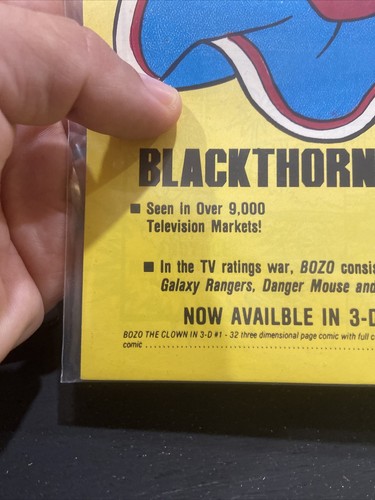 BLACKTHORN
■ Seen in Over 9,000
Television Markets!
■ In the TV ratings war, BOZO consis
Galaxy Rangers, Danger Mouse and
NOW AVAILBLE IN 3-D
BOZO THE CLOWN IN 3-D #1 - 32 three dimensional page comic with full c
comic